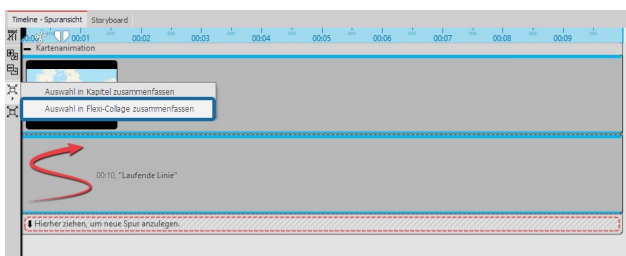 Timeline - Spuransicht Storyboard
00:01 00:02 00:03 00:04 00:05 00:06 00:07 00:08 00:09
Kartenanimation
Auswahl in Kapitel zusammenfassen
Auswahl in Flexi-Collage zusammenfassen
00:10, "Laufende Linie"
Hierher ziehen, um neue Spur anzulegen.